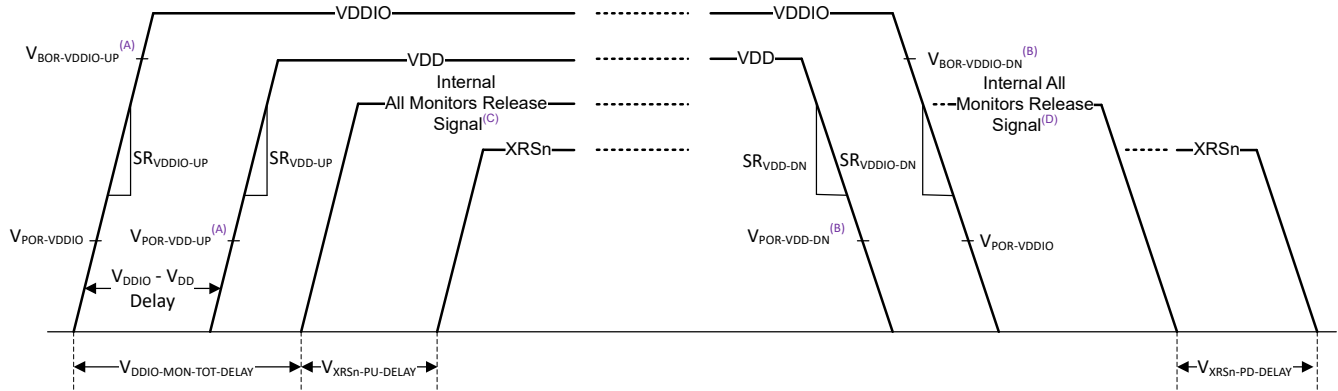 VDDIO
VDDIO
V_BOR-VDDIO-UP (A)
V_BOR-VDDIO-DN (B)
VDD
VDD
Internal
All Monitors Release
Signal(C)
Internal All
Monitors Release
Signal(D)
XRSn
XRSn
SR_VDDIO-UP
SR_VDD-UP
SR_VDD-DN
SR_VDDIO-DN
V_POR-VDDIO
V_POR-VDD-UP (A)
V_POR-VDD-DN (B)
V_POR-VDDIO
V_DDIO - V_DD
Delay
V_DDIO-MON-TOT-DELAY
V_XRSn-PU-DELAY
V_XRSn-PD-DELAY